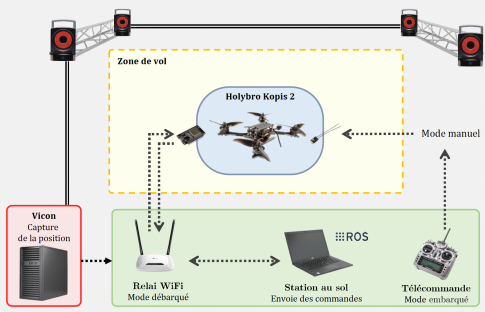 Zone de vol
Holybro Kopis 2
Mode manuel
Vicon
Capture
de la position
ROS
Relai WiFi
Mode débarqué
Station au sol
Envoie des commandes
Télécommande
Mode embarqué